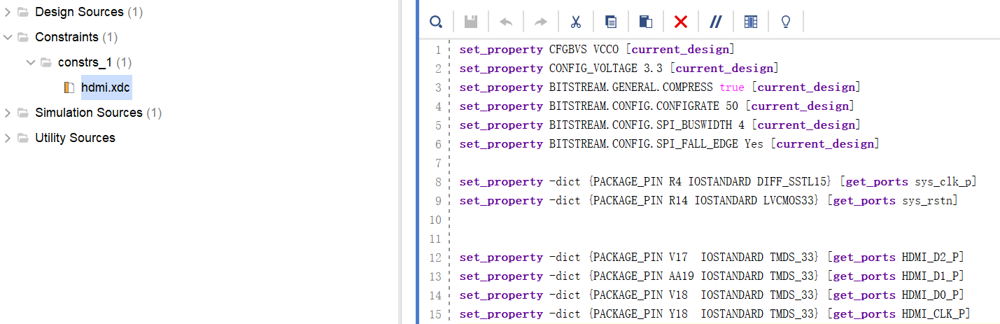 Design Sources (1)
Constraints (1)
constrs_1 (1)
hdmi.xdc
Simulation Sources (1)
Utility Sources
1 set_property CFGBVS VCCO [current_design]
2 set_property CONFIG_VOLTAGE 3.3 [current_design]
3 set_property BITSTREAM.GENERAL.COMPRESS true [current_design]
4 set_property BITSTREAM.CONFIG.CONFIGRATE 50 [current_design]
5 set_property BITSTREAM.CONFIG.SPI_BUSWIDTH 4 [current_design]
6 set_property BITSTREAM.CONFIG.SPI_FALL_EDGE Yes [current_design]
7
8 set_property -dict {PACKAGE_PIN R4 IOSTANDARD DIFF_SSTL15} [get_ports sys_clk_p]
9 set_property -dict {PACKAGE_PIN R14 IOSTANDARD LVCMOS33} [get_ports sys_rstn]
10
11
12 set_property -dict {PACKAGE_PIN V17  IOSTANDARD TMDS_33} [get_ports HDMI_D2_P]
13 set_property -dict {PACKAGE_PIN AA19 IOSTANDARD TMDS_33} [get_ports HDMI_D1_P]
14 set_property -dict {PACKAGE_PIN V18  IOSTANDARD TMDS_33} [get_ports HDMI_D0_P]
15 set_property -dict {PACKAGE_PIN Y18  IOSTANDARD TMDS_33} [get_ports HDMI_CLK_P]